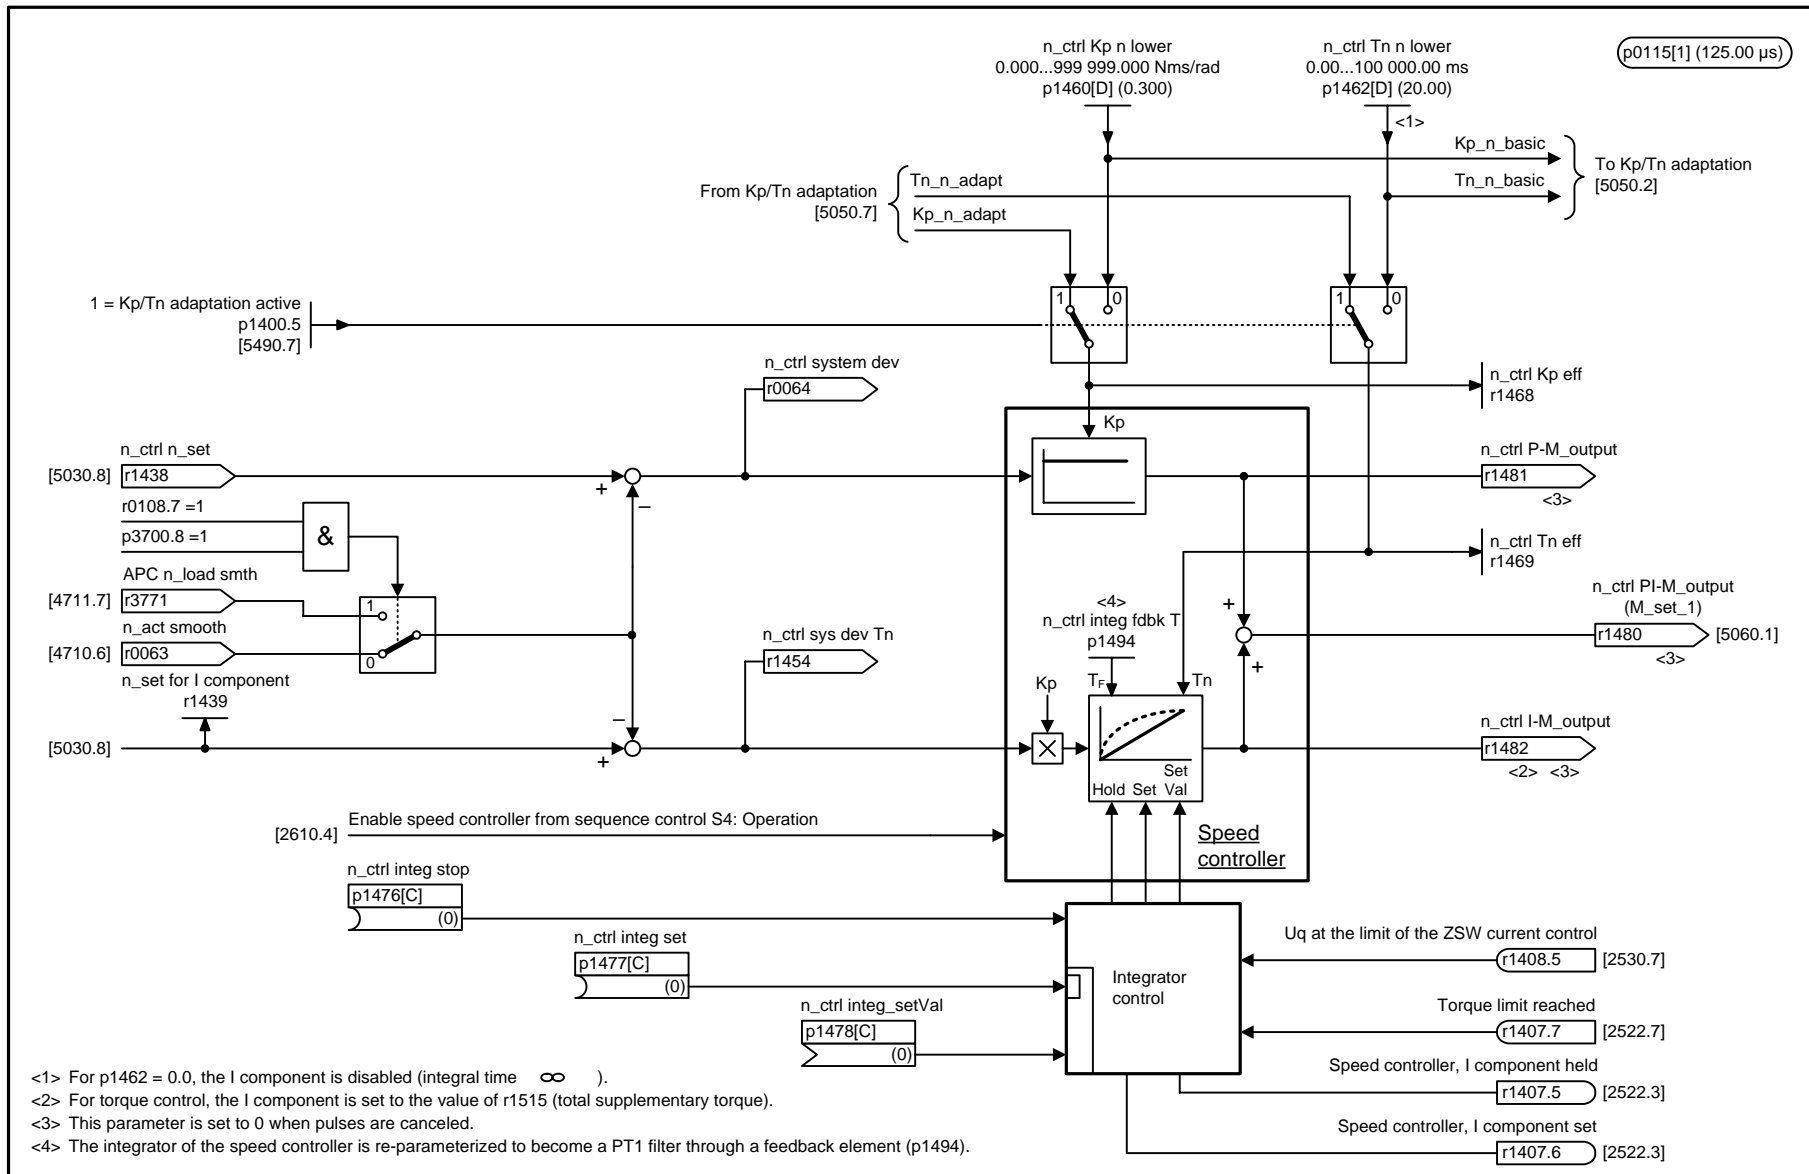 n_ctrl Kp n lower
0.000...999 999.000 Nms/rad
p1460[D] (0.300)
n_ctrl Tn n lower
0.00...100 000.00 ms
p1462[D] (20.00)
<1>
p0115[1] (125.00 µs)
Kp_n_basic
Tn_n_basic
To Kp/Tn adaptation
[5050.2]
From Kp/Tn adaptation
[5050.7]
Tn_n_adapt
Kp_n_adapt
1 = Kp/Tn adaptation active
p1400.5
[5490.7]
1
0
1
0
n_ctrl system dev
r0064
n_ctrl Kp eff
r1468
Kp
n_ctrl n_set
[5030.8]
r1438
+
–
n_ctrl P-M_output
r1481
<3>
r0108.7 =1
p3700.8 =1
&
n_ctrl Tn eff
r1469
APC n_load smth
[4711.7]
r3771
1
n_act smooth
[4710.6]
r0063
0
n_set for I component
r1439
n_ctrl sys dev Tn
r1454
<4>
n_ctrl integ fdbk T
p1494
+
+
n_ctrl PI-M_output
(M_set_1)
r1480
[5060.1]
<3>
Kp
TF
Tn
[5030.8]
–
+
n_ctrl I-M_output
r1482
<2> <3>
Set
Hold Set Val
[2610.4]
Enable speed controller from sequence control S4: Operation
Speed
controller
n_ctrl integ stop
p1476[C]
(0)
n_ctrl integ set
p1477[C]
(0)
n_ctrl integ_setVal
p1478[C]
(0)
Integrator
control
Uq at the limit of the ZSW current control
r1408.5
[2530.7]
Torque limit reached
r1407.7
[2522.7]
Speed controller, I component held
r1407.5
[2522.3]
Speed controller, I component set
r1407.6
[2522.3]
<1> For p1462 = 0.0, the I component is disabled (integral time ∞ ).
<2> For torque control, the I component is set to the value of r1515 (total supplementary torque).
<3> This parameter is set to 0 when pulses are canceled.
<4> The integrator of the speed controller is re-parameterized to become a PT1 filter through a feedback element (p1494).